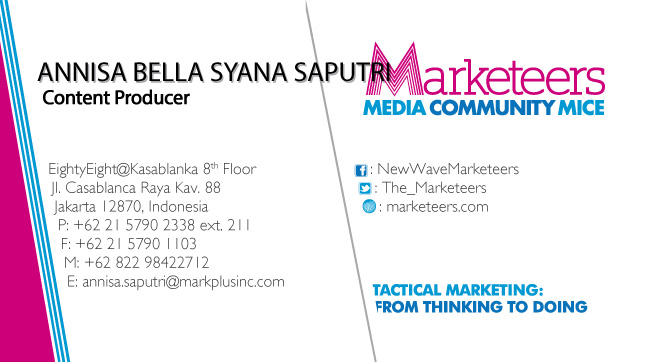 ANNISA BELLA SYANA SAPUTRI
Content Producer
EightyEight@Kasablanka 8th Floor
Jl. Casablanca Raya Kav. 88
Jakarta 12870, Indonesia
P: +62 21 5790 2338 ext. 211
F: +62 21 5790 1103
M: +62 822 98422712
E: annisa.saputri@markplusinc.com
Marketeers
MEDIA COMMUNITY MICE
f : NewWaveMarketeers
: The_Marketeers
: marketeers.com
TACTICAL MARKETING:
FROM THINKING TO DOING